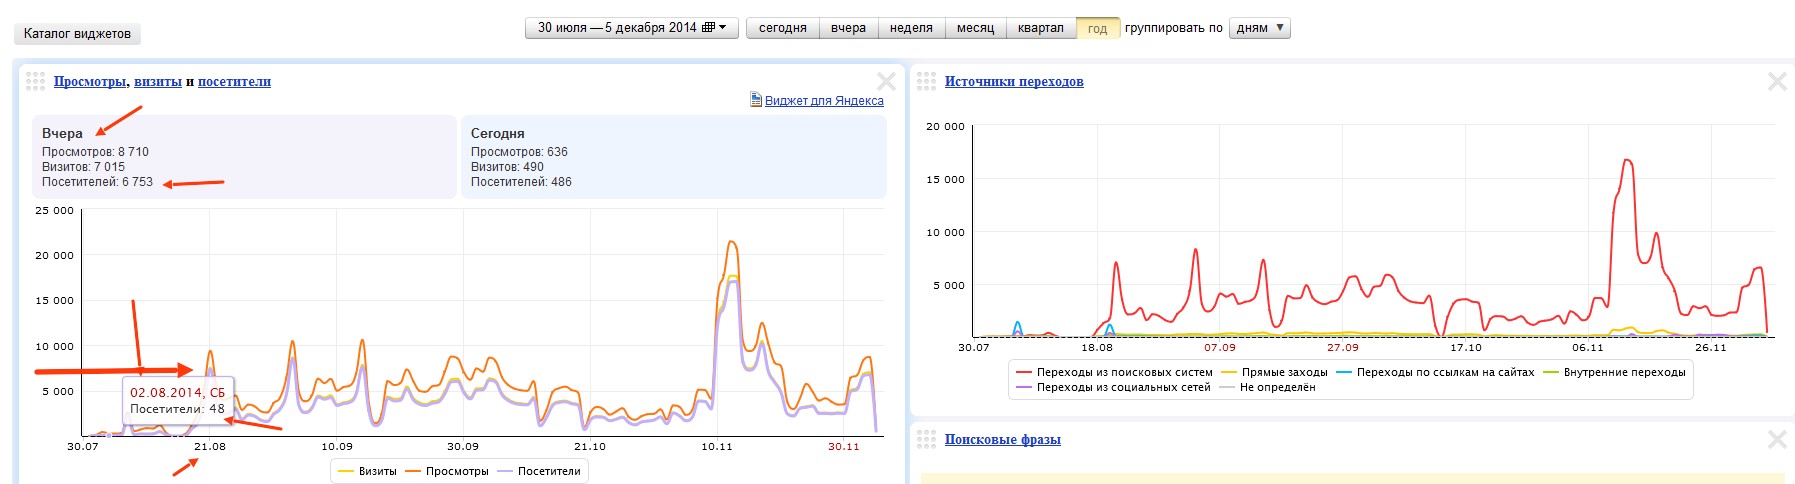 Каталог виджетов
30 июля — 5 декабря 2014
сегодня вчера неделя месяц квартал год группировать по дням
Просмотры, визиты и посетители
Виджет для Яндекса
Вчера
Просмотров: 8 710
Визитов: 7 015
Посетителей: 6 753
Сегодня
Просмотров: 636
Визитов: 490
Посетителей: 486
25 000
20 000
15 000
10 000
5 000
02.08.2014, СБ
Посетители: 48
30.07 21.08 10.09 30.09 21.10 10.11 30.11
Визиты Просмотры Посетители
Источники переходов
20 000
15 000
10 000
5 000
30.07 18.08 07.09 27.09 17.10 06.11 26.11
Переходы из поисковых систем Прямые заходы Переходы по ссылкам на сайтах Внутренние переходы
Переходы из социальных сетей Не определён
Поисковые фразы